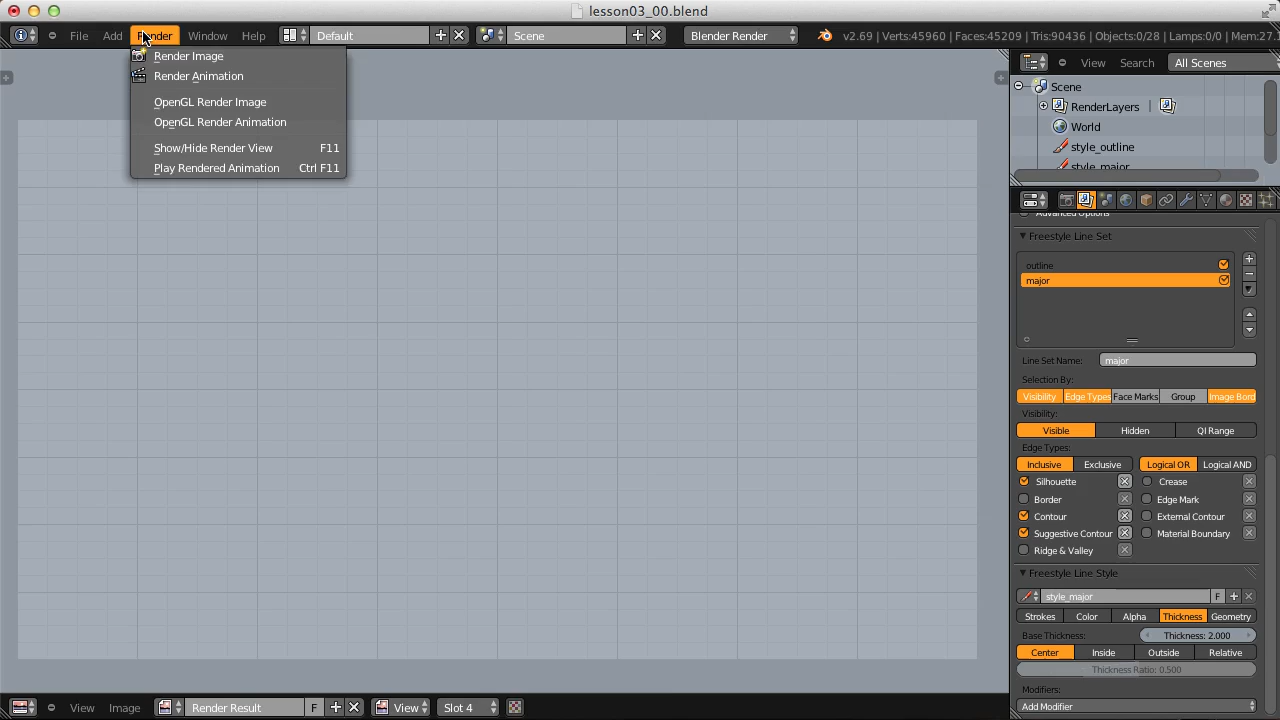 lesson03_00.blend
File Add Render Window Help Default Scene Blender Render v2.69 | Verts:45960 | Faces:45209 | Tris:90436 | Objects:0/28 | Lamps:0/0 | Mem:27.
Render Image
Render Animation
OpenGL Render Image
OpenGL Render Animation
Show/Hide Render View F11
Play Rendered Animation Ctrl F11
View Search All Scenes
Scene
RenderLayers
World
style_outline
style_major
Advanced Options
Freestyle Line Set
outline
major
Line Set Name: major
Selection By:
Visibility Edge Types Face Marks Group Image Bord
Visibility:
Visible Hidden QI Range
Edge Types:
Inclusive Exclusive Logical OR Logical AND
Silhouette Crease
Border Edge Mark
Contour External Contour
Suggestive Contour Material Boundary
Ridge & Valley
Freestyle Line Style
style_major F
Strokes Color Alpha Thickness Geometry
Base Thickness: Thickness: 2.000
Center Inside Outside Relative
Thickness Ratio: 0.500
Modifiers:
Add Modifier
View Image Render Result F View Slot 4